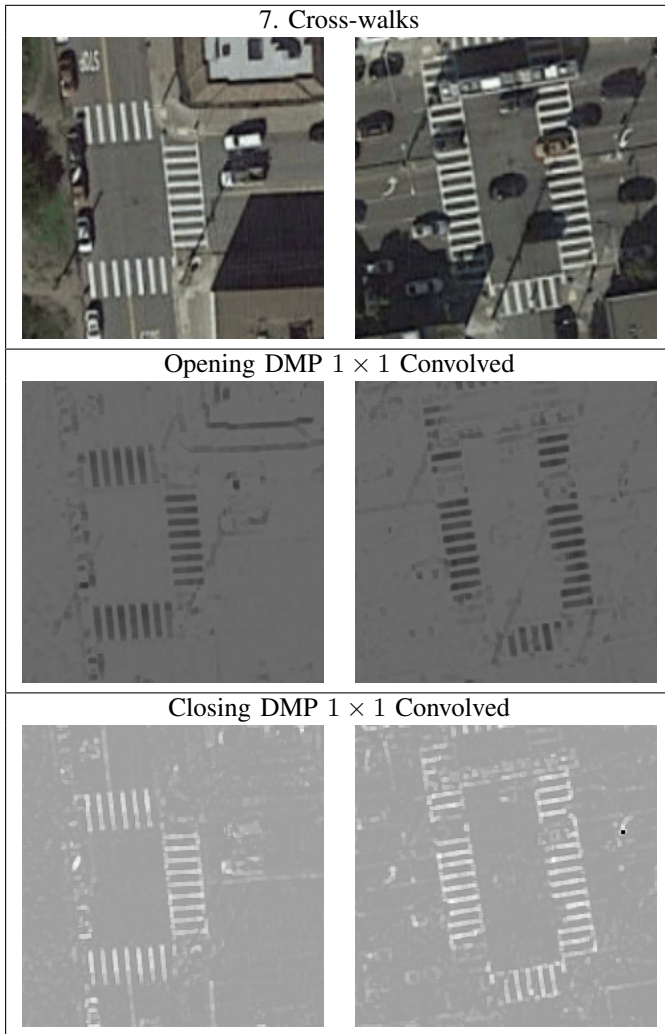 7. Cross-walks
Opening DMP 1 × 1 Convolved
Closing DMP 1 × 1 Convolved